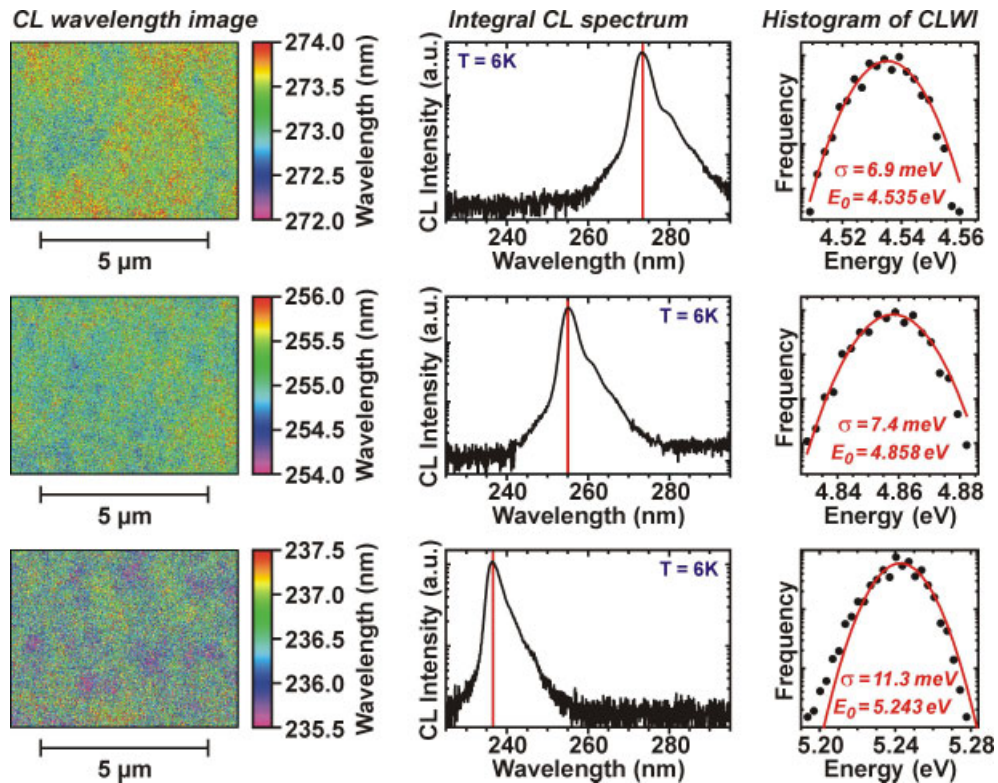 CL wavelength image
Integral CL spectrum
Histogram of CLWI
274.0
273.5
273.0
272.5
272.0
Wavelength (nm)
5 µm
CL Intensity (a.u.)
T = 6K
240
260
280
Wavelength (nm)
Frequency
σ = 6.9 meV
E0 = 4.535 eV
4.52
4.54
4.56
Energy (eV)
256.0
255.5
255.0
254.5
254.0
Wavelength (nm)
5 µm
CL Intensity (a.u.)
T = 6K
240
260
280
Wavelength (nm)
Frequency
σ = 7.4 meV
E0 = 4.858 eV
4.84
4.86
4.88
Energy (eV)
237.5
237.0
236.5
236.0
235.5
Wavelength (nm)
5 µm
CL Intensity (a.u.)
T = 6K
240
260
280
Wavelength (nm)
Frequency
σ = 11.3 meV
E0 = 5.243 eV
5.20
5.24
5.28
Energy (eV)